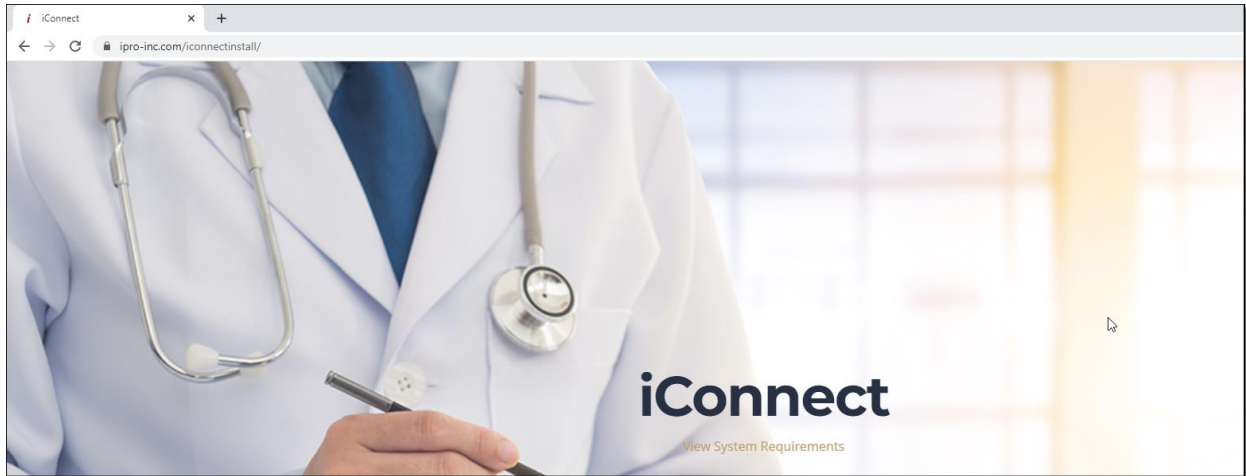 i iConnect
ipro-inc.com/iconnectinstall/
iConnect
View System Requirements